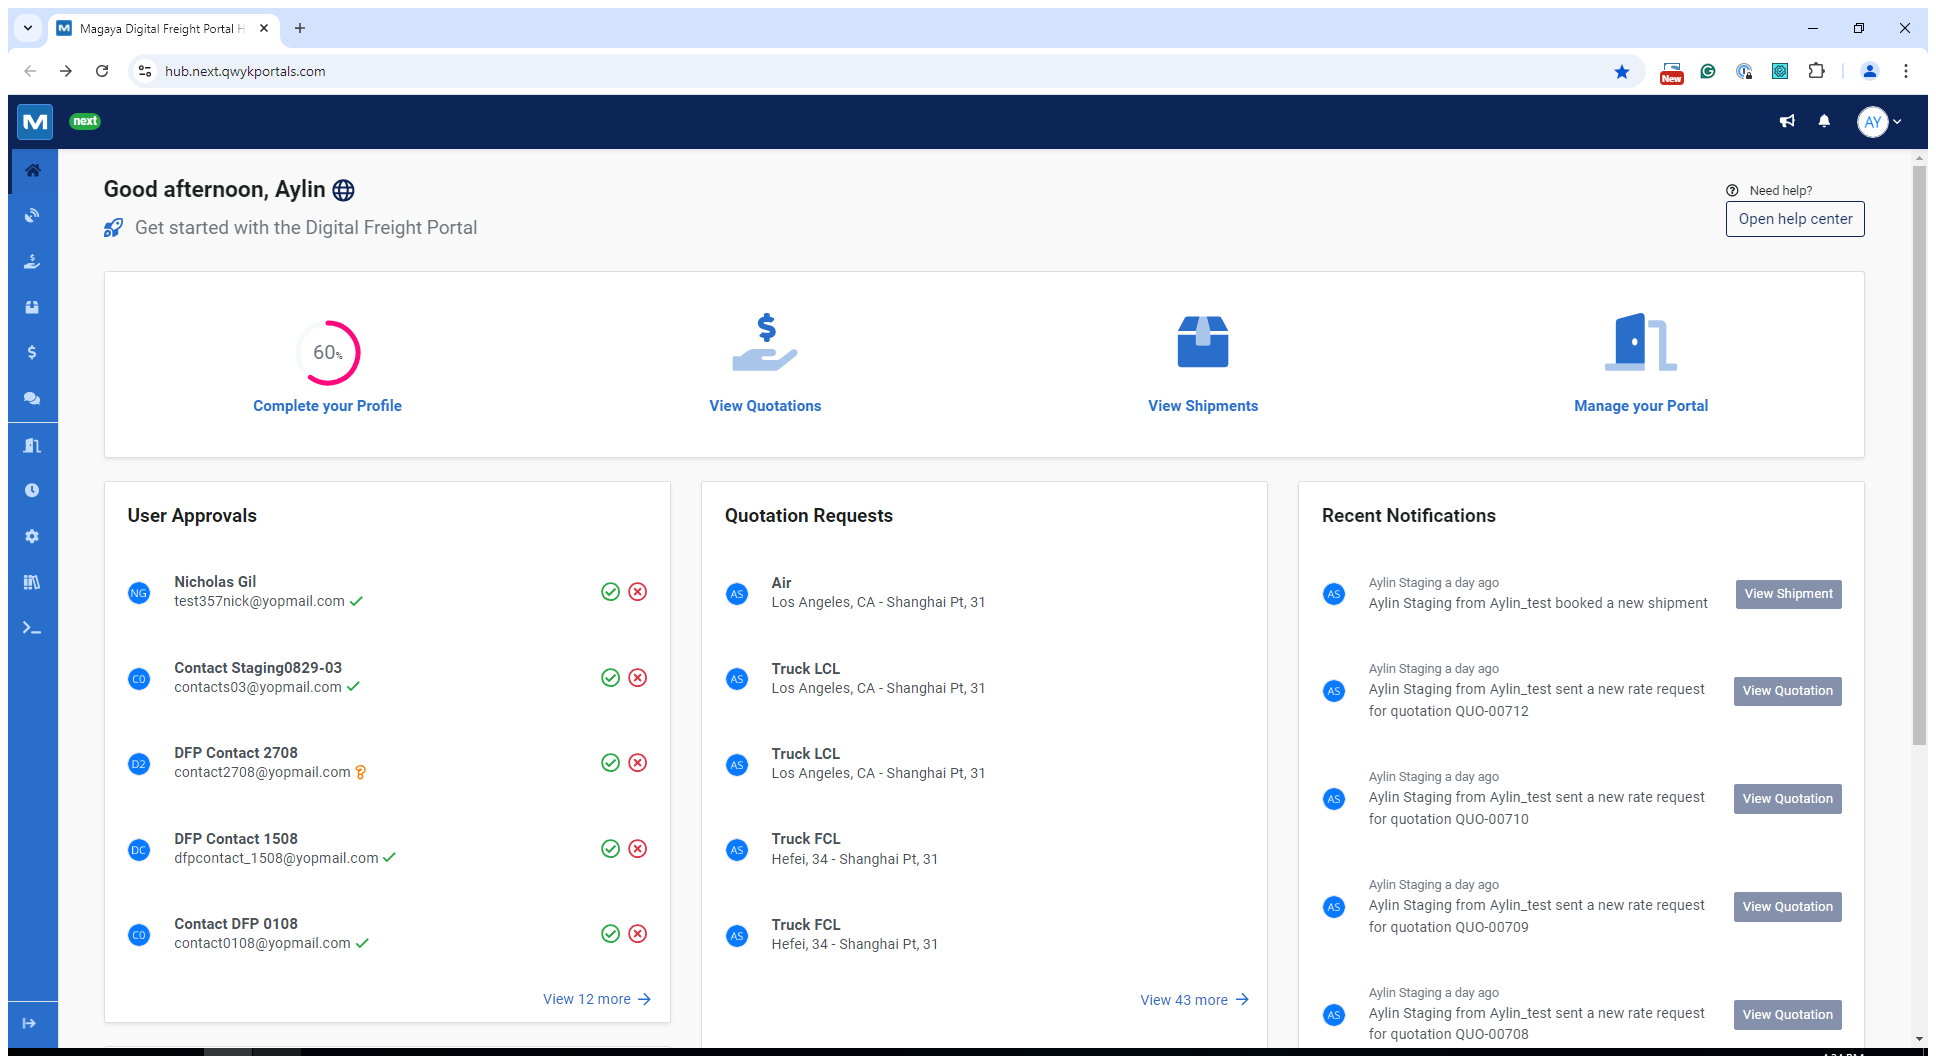 Magaya Digital Freight Portal H
hub.next.qwykportals.com
New
M
next
AY
Good afternoon, Aylin
Get started with the Digital Freight Portal
Need help?
Open help center
60%
Complete your Profile
$
View Quotations
View Shipments
Manage your Portal
User Approvals
NG
Nicholas Gil
test357nick@yopmail.com
C0
Contact Staging0829-03
contacts03@yopmail.com
D2
DFP Contact 2708
contact2708@yopmail.com
DC
DFP Contact 1508
dfpcontact_1508@yopmail.com
C0
Contact DFP 0108
contact0108@yopmail.com
View 12 more
Quotation Requests
AS
Air
Los Angeles, CA - Shanghai Pt, 31
AS
Truck LCL
Los Angeles, CA - Shanghai Pt, 31
AS
Truck LCL
Los Angeles, CA - Shanghai Pt, 31
AS
Truck FCL
Hefei, 34 - Shanghai Pt, 31
AS
Truck FCL
Hefei, 34 - Shanghai Pt, 31
View 43 more
Recent Notifications
AS
Aylin Staging a day ago
Aylin Staging from Aylin_test booked a new shipment
View Shipment
AS
Aylin Staging a day ago
Aylin Staging from Aylin_test sent a new rate request
for quotation QUO-00712
View Quotation
AS
Aylin Staging a day ago
Aylin Staging from Aylin_test sent a new rate request
for quotation QUO-00710
View Quotation
AS
Aylin Staging a day ago
Aylin Staging from Aylin_test sent a new rate request
for quotation QUO-00709
View Quotation
AS
Aylin Staging a day ago
Aylin Staging from Aylin_test sent a new rate request
for quotation QUO-00708
View Quotation